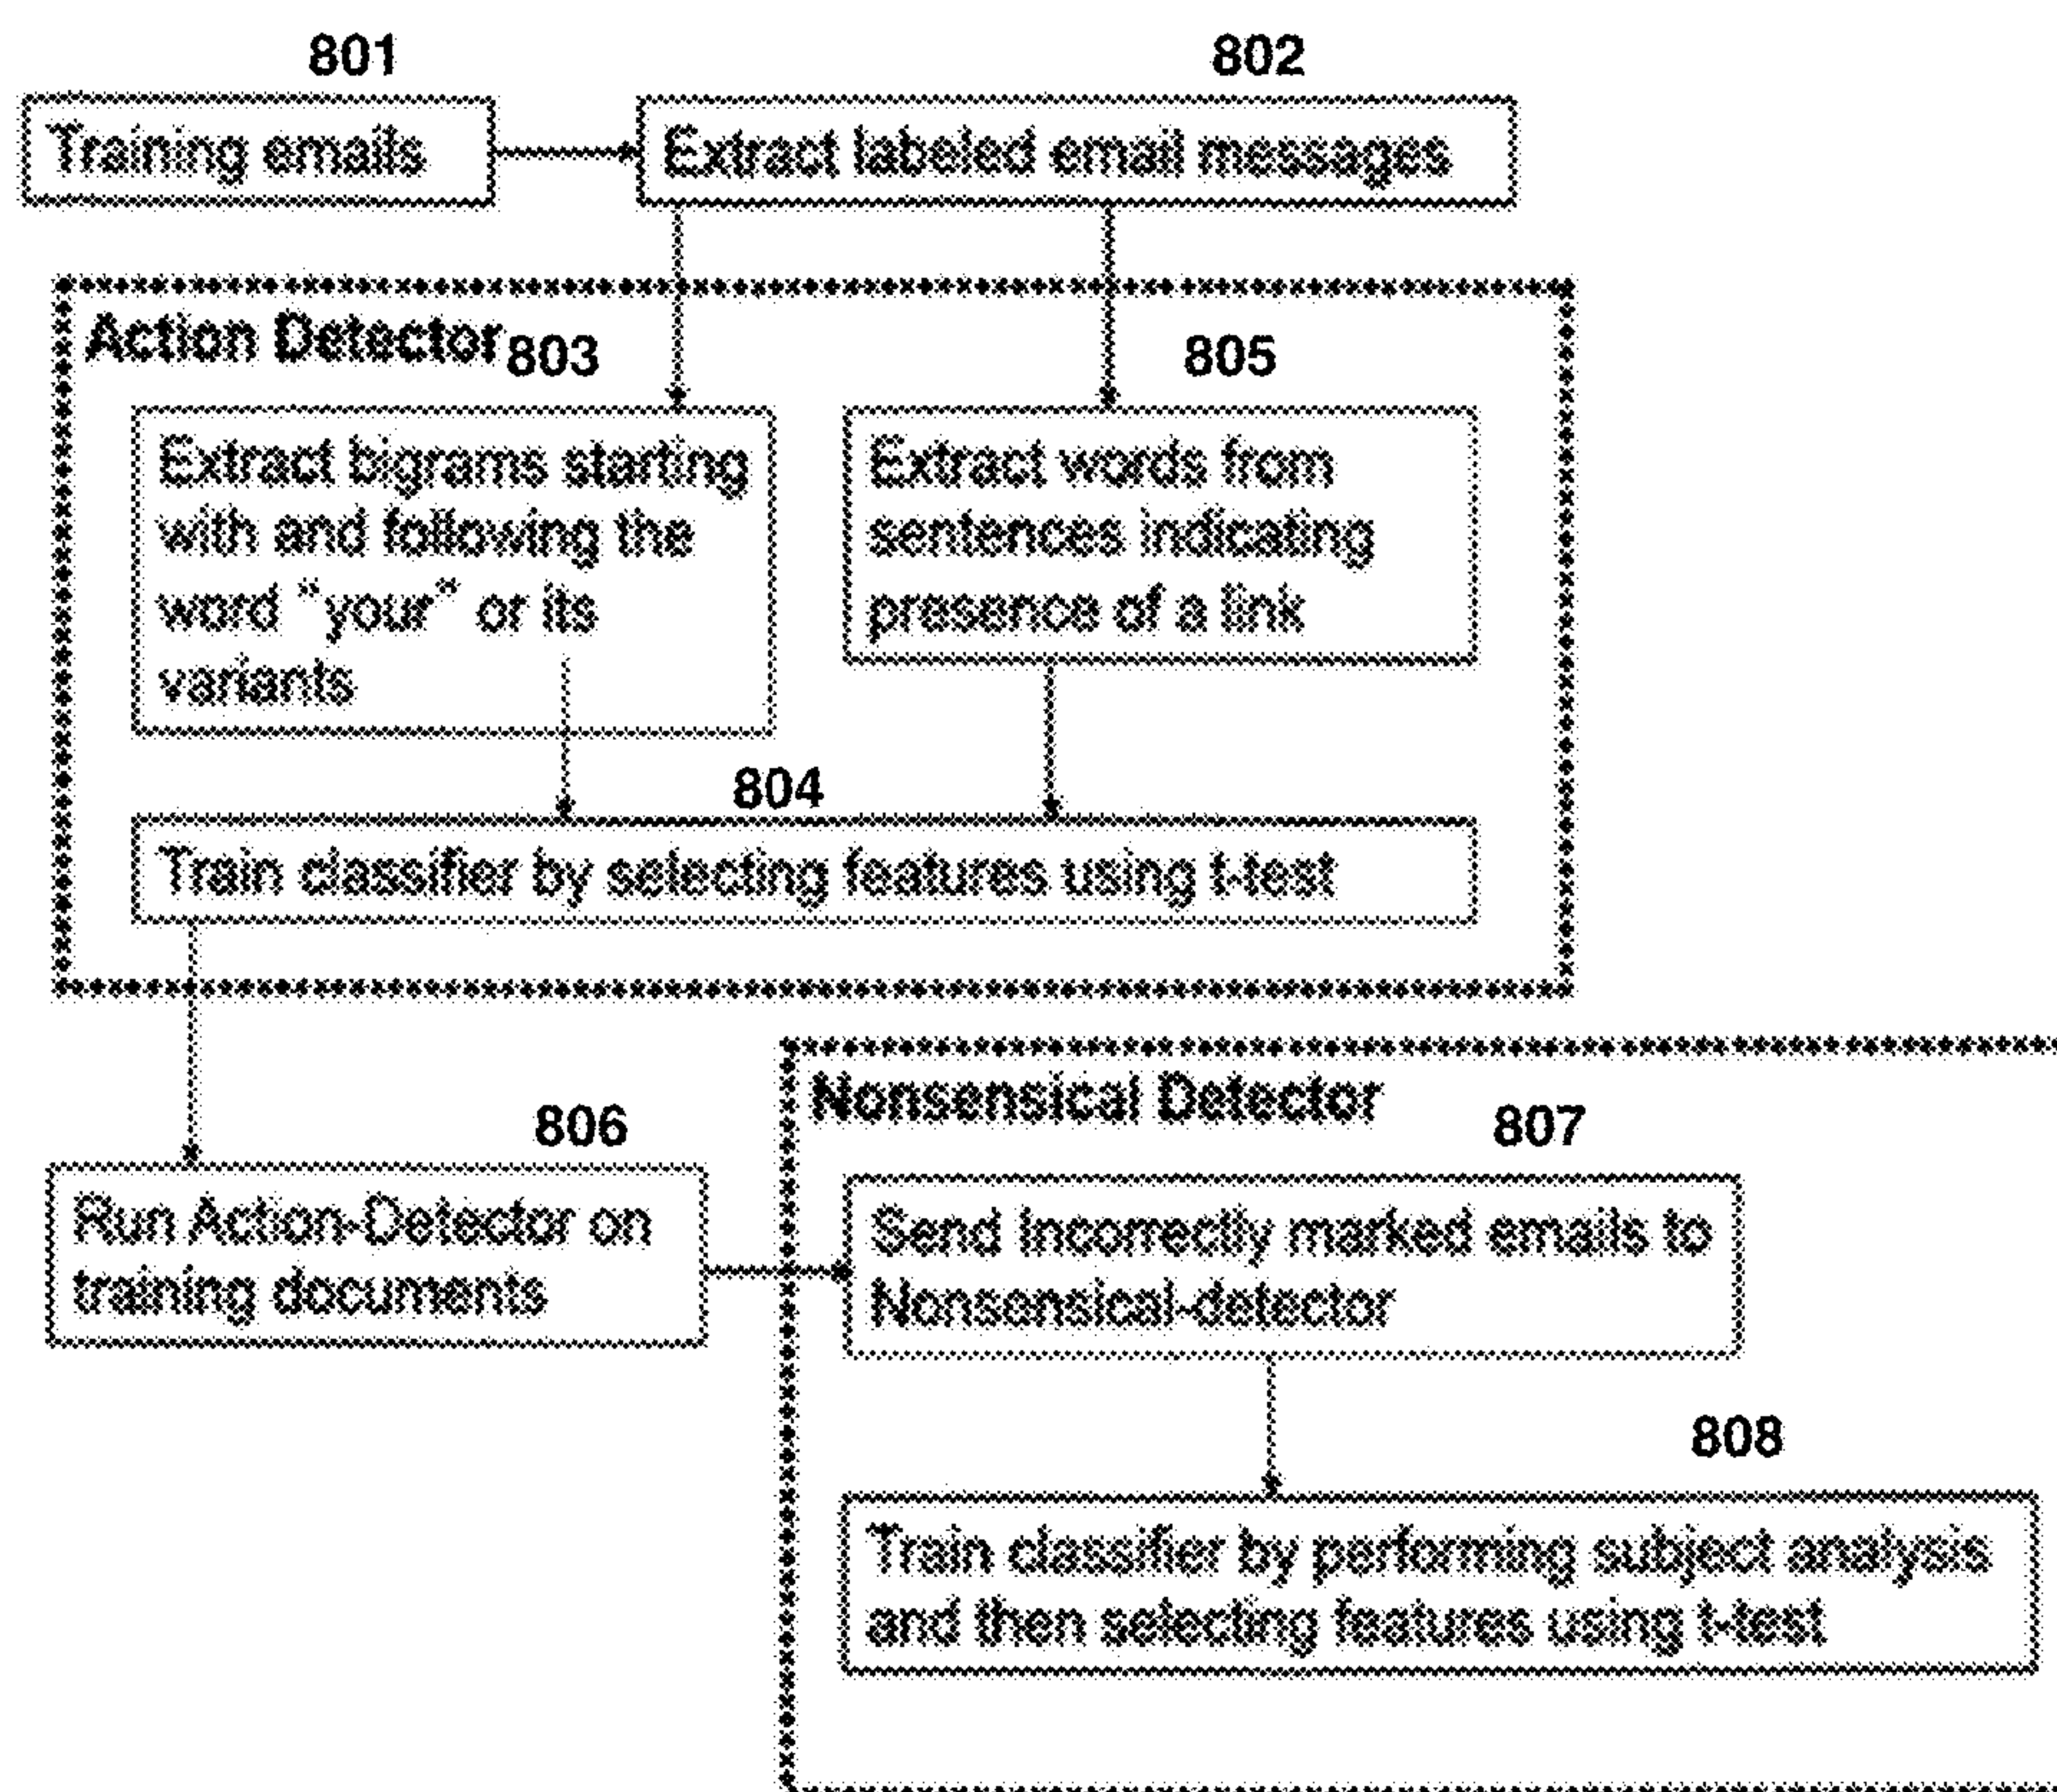 801
Training emails
802
Extract labeled email messages
Action Detector
803
Extract bigrams starting
with and following the
word "your" or its
variants
805
Extract words from
sentences indicating
presence of a link
804
Train classifier by selecting features using t-test
806
Run Action-Detector on
training documents
Nonsensical Detector
807
Send Incorrectly marked emails to
Nonsensical-detector
808
Train classifier by performing subject analysis
and then selecting features using t-test